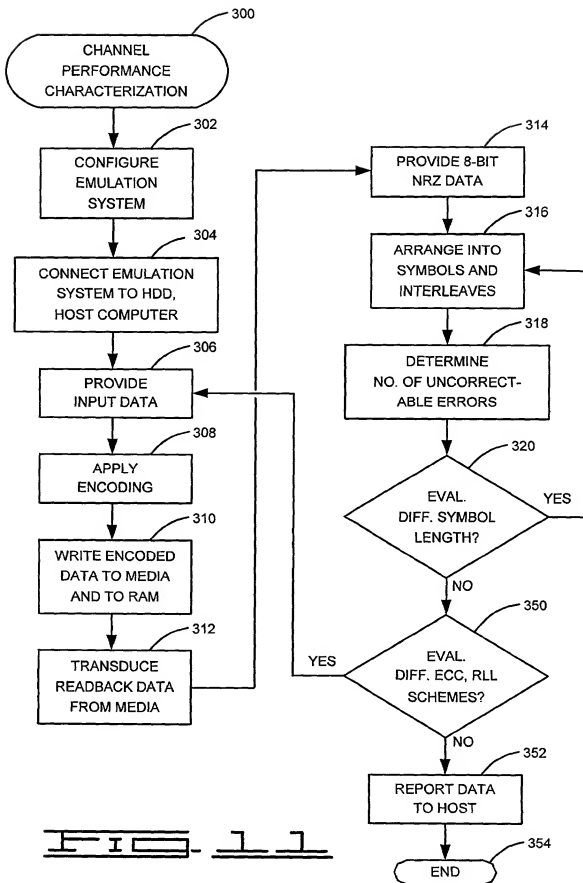 300
CHANNEL
PERFORMANCE
CHARACTERIZATION
302
CONFIGURE
EMULATION
SYSTEM
304
CONNECT EMULATION
SYSTEM TO HDD,
HOST COMPUTER
306
PROVIDE
INPUT DATA
308
APPLY
ENCODING
310
WRITE ENCODED
DATA TO MEDIA
AND TO RAM
312
TRANSDUCE
READBACK DATA
FROM MEDIA
314
PROVIDE 8-BIT
NRZ DATA
316
ARRANGE INTO
SYMBOLS AND
INTERLEAVES
318
DETERMINE
NO. OF UNCORRECT-
ABLE ERRORS
320
EVAL.
DIFF. SYMBOL
LENGTH?
YES
NO
350
EVAL.
DIFF. ECC, RLL
SCHEMES?
YES
NO
352
REPORT DATA
TO HOST
354
END
FIG. 11